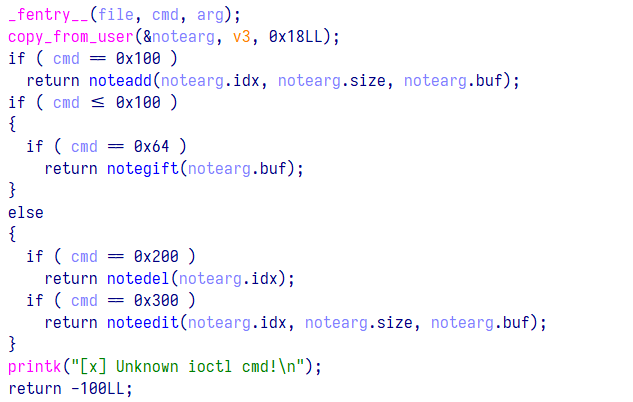 _fentry__(file, cmd, arg);
copy_from_user(&notearg, v3, 0x18LL);
if ( cmd == 0x100 )
  return noteadd(notearg.idx, notearg.size, notearg.buf);
if ( cmd <= 0x100 )
{
  if ( cmd == 0x64 )
    return notegift(notearg.buf);
}
else
{
  if ( cmd == 0x200 )
    return notedel(notearg.idx);
  if ( cmd == 0x300 )
    return noteedit(notearg.idx, notearg.size, notearg.buf);
}
printk("[x] Unknown ioctl cmd!\n");
return -100LL;